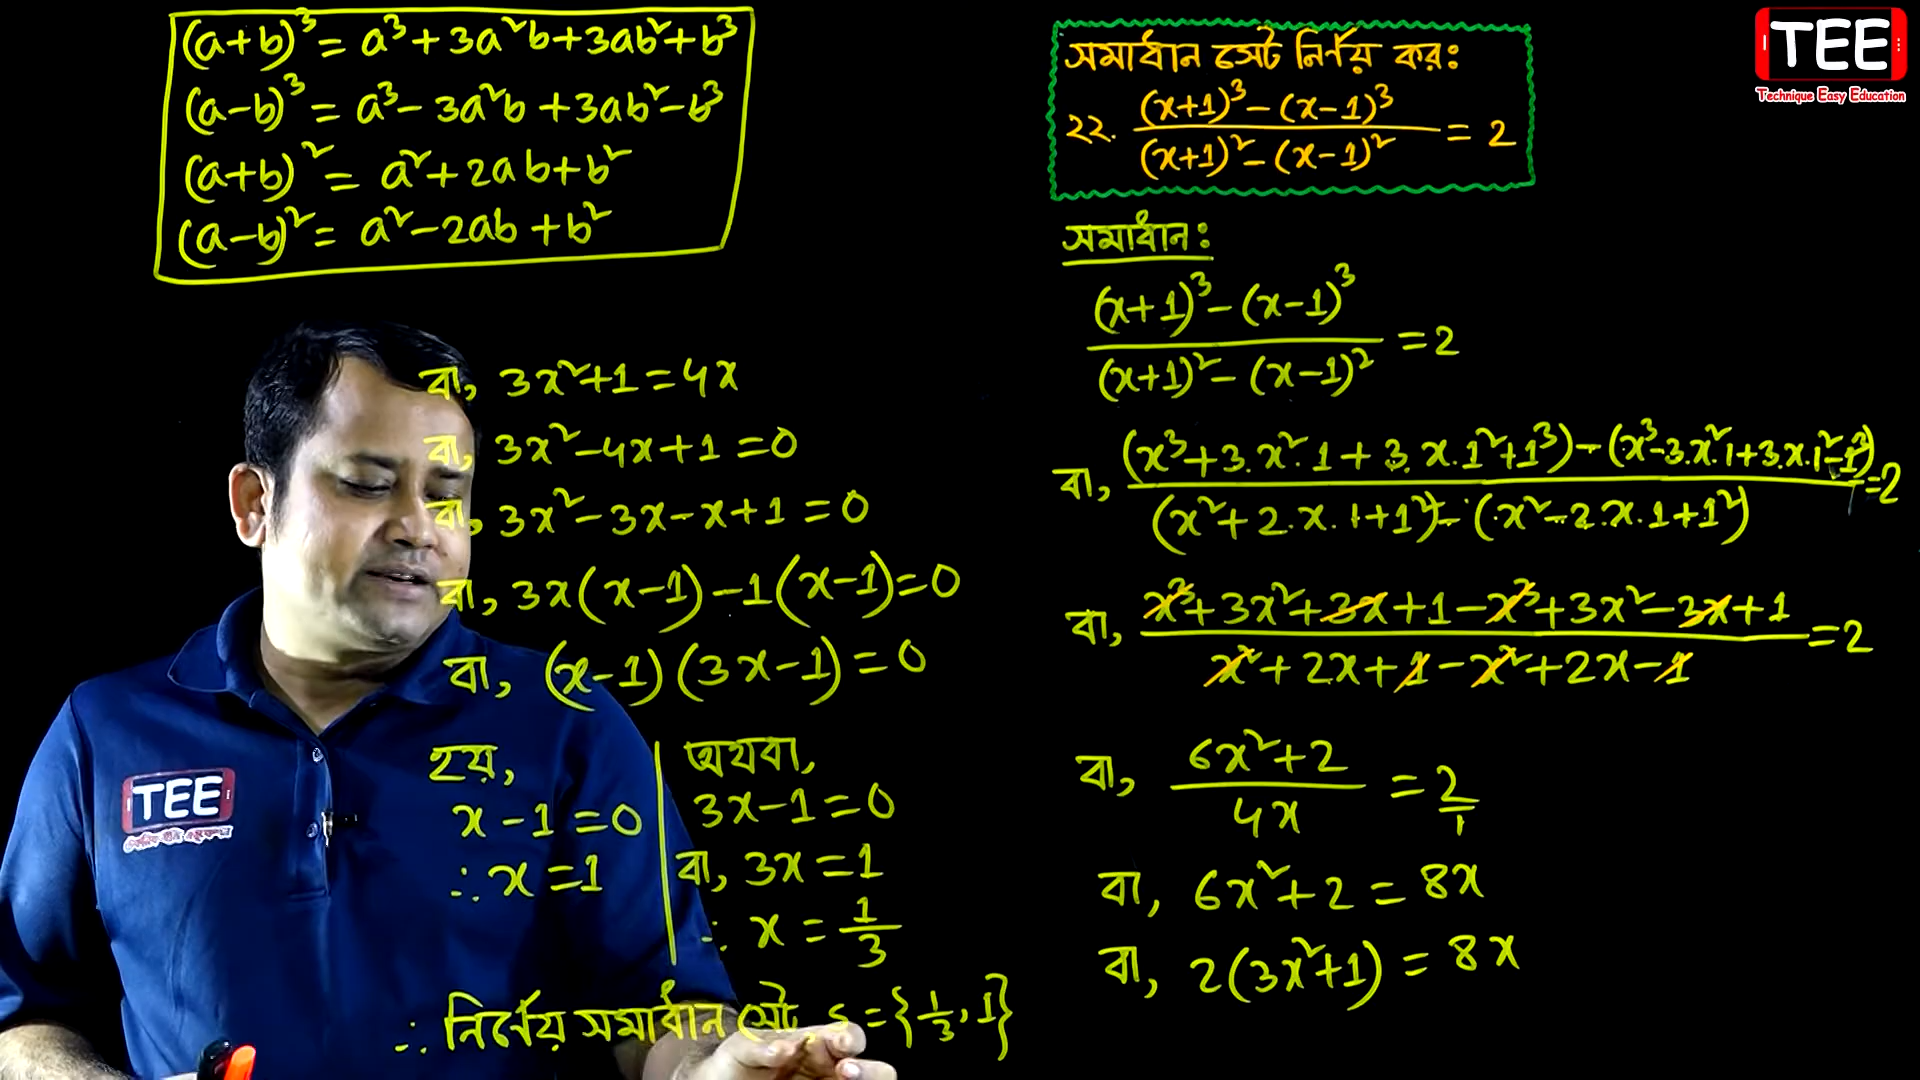 (a+b)³ = a³ + 3a²b + 3ab² + b³
(a-b)³ = a³ - 3a²b + 3ab² - b³
(a+b)² = a² + 2ab + b²
(a-b)² = a² - 2ab + b²
সমাধান সেট নির্ণয় কর:
২২. ((x+1)³ - (x-1)³)/((x+1)² - (x-1)²) = 2
TEE
Technique Easy Education
সমাধান:
((x+1)³ - (x-1)³)/((x+1)² - (x-1)²) = 2
বা, ((x³+3.x².1+3.x.1²+1³) - (x³-3.x².1+3.x.1²-1³))/((x²+2.x.1+1²) - (x²-2.x.1+1²)) = 2
বা, (x³+3x²+3x+1-x³+3x²-3x+1)/(x²+2x+1-x²+2x-1) = 2
বা, (6x²+2)/4x = 2/1
বা, 6x²+2 = 8x
বা, 2(3x²+1) = 8x
বা, 3x²+1 = 4x
বা, 3x²-4x+1 = 0
বা, 3x²-3x-x+1 = 0
বা, 3x(x-1)-1(x-1) = 0
বা, (x-1)(3x-1) = 0
হয়,
x-1 = 0
∴ x = 1
অথবা,
3x-1 = 0
বা, 3x = 1
∴ x = 1/3
∴ নির্ণেয় সমাধান সেট, S = {1/3, 1}
TEE